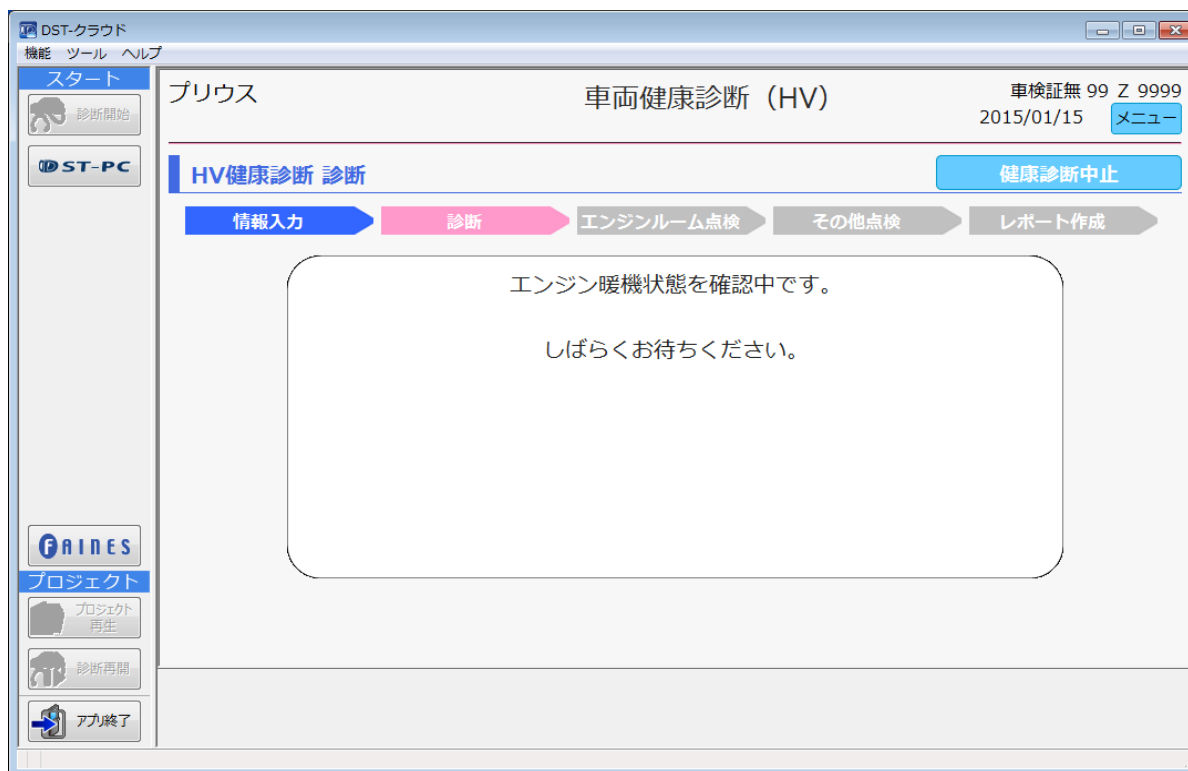 DST-クラウド
機能 ツール ヘルプ
スタート
診断開始
DST-PC
FAINES
プロジェクト
プロジェクト
再生
診断再開
アプリ終了
プリウス
車両健康診断（HV）
車検証無 99 Z 9999
2015/01/15
メニュー
HV健康診断 診断
健康診断中止
情報入力
診断
エンジンルーム点検
その他点検
レポート作成
エンジン暖機状態を確認中です。
しばらくお待ちください。